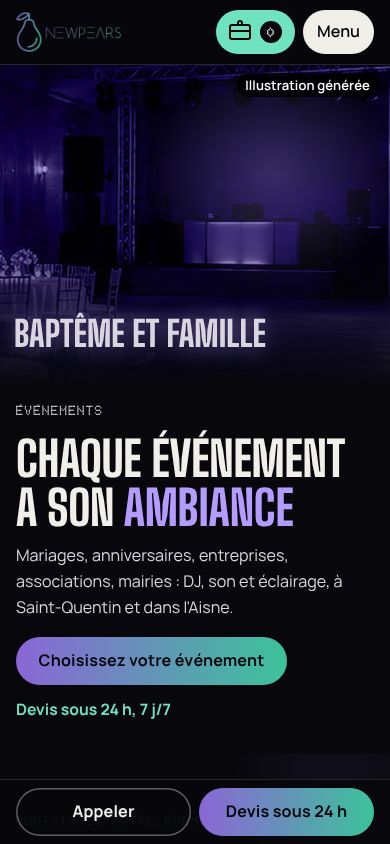 NEWPEARS
0
Menu
Illustration générée
BAPTÊME ET FAMILLE
ÉVÉNEMENTS
CHAQUE ÉVÉNEMENT
A SON AMBIANCE
Mariages, anniversaires, entreprises,
associations, mairies : DJ, son et éclairage, à
Saint-Quentin et dans l'Aisne.
Choisissez votre événement
Devis sous 24 h, 7 j/7
Appeler
Devis sous 24 h